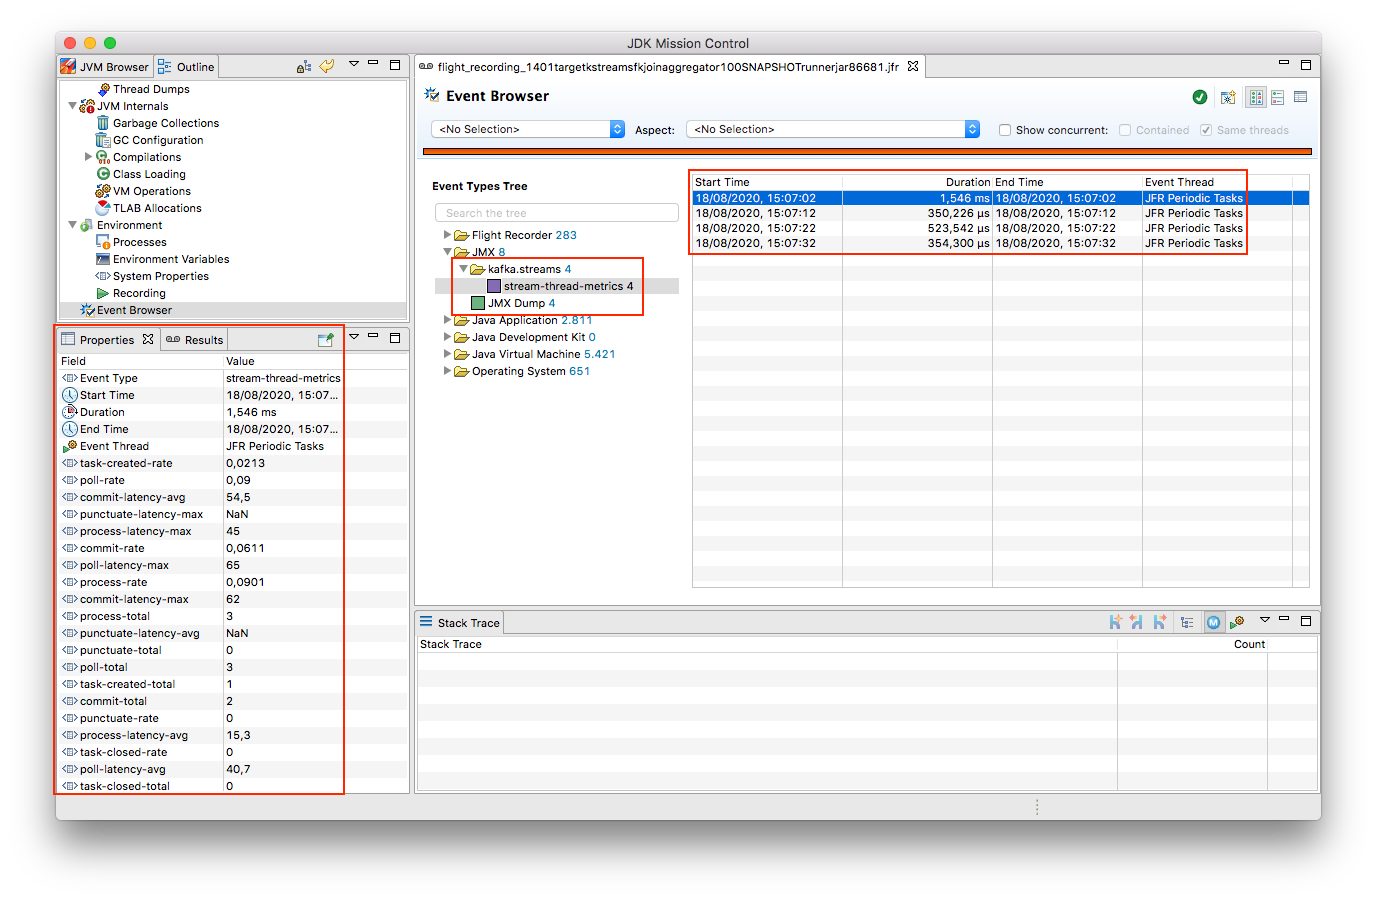 JDK Mission Control
JVM Browser
Outline
Thread Dumps
JVM Internals
Garbage Collections
GC Configuration
Compilations
Class Loading
VM Operations
TLAB Allocations
Environment
Processes
Environment Variables
System Properties
Recording
Event Browser
Properties
Results
Field Value
Event Type stream-thread-metrics
Start Time 18/08/2020, 15:07...
Duration 1,546 ms
End Time 18/08/2020, 15:07...
Event Thread JFR Periodic Tasks
task-created-rate 0,0213
poll-rate 0,09
commit-latency-avg 54,5
punctuate-latency-max NaN
process-latency-max 45
commit-rate 0,0611
poll-latency-max 65
process-rate 0,0901
commit-latency-max 62
process-total 3
punctuate-latency-avg NaN
punctuate-total 0
poll-total 3
task-created-total 1
commit-total 2
punctuate-rate 0
process-latency-avg 15,3
task-closed-rate 0
poll-latency-avg 40,7
task-closed-total 0
flight_recording_1401targetkstreamsfkjoinaggregator100SNAPSHOTrunnerjar86681.jfr
Event Browser
<No Selection> Aspect: <No Selection> Show concurrent: Contained Same threads
Event Types Tree
Search the tree
Flight Recorder 283
JMX 8
kafka.streams 4
stream-thread-metrics 4
JMX Dump 4
Java Application 2.811
Java Development Kit 0
Java Virtual Machine 5.421
Operating System 651
Start Time Duration End Time Event Thread
18/08/2020, 15:07:02 1,546 ms 18/08/2020, 15:07:02 JFR Periodic Tasks
18/08/2020, 15:07:12 350,226 µs 18/08/2020, 15:07:12 JFR Periodic Tasks
18/08/2020, 15:07:22 523,542 µs 18/08/2020, 15:07:22 JFR Periodic Tasks
18/08/2020, 15:07:32 354,300 µs 18/08/2020, 15:07:32 JFR Periodic Tasks
Stack Trace
Stack Trace Count